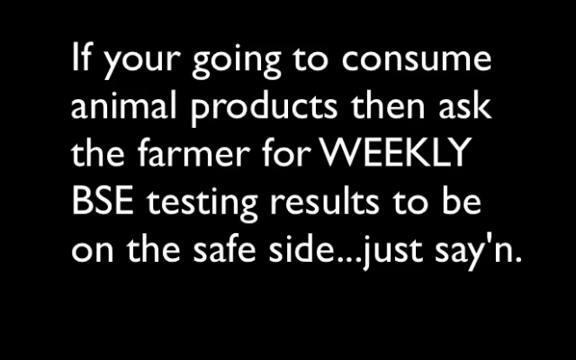 If your going to consume
animal products then ask
the farmer for WEEKLY
BSE testing results to be
on the safe side...just say'n.